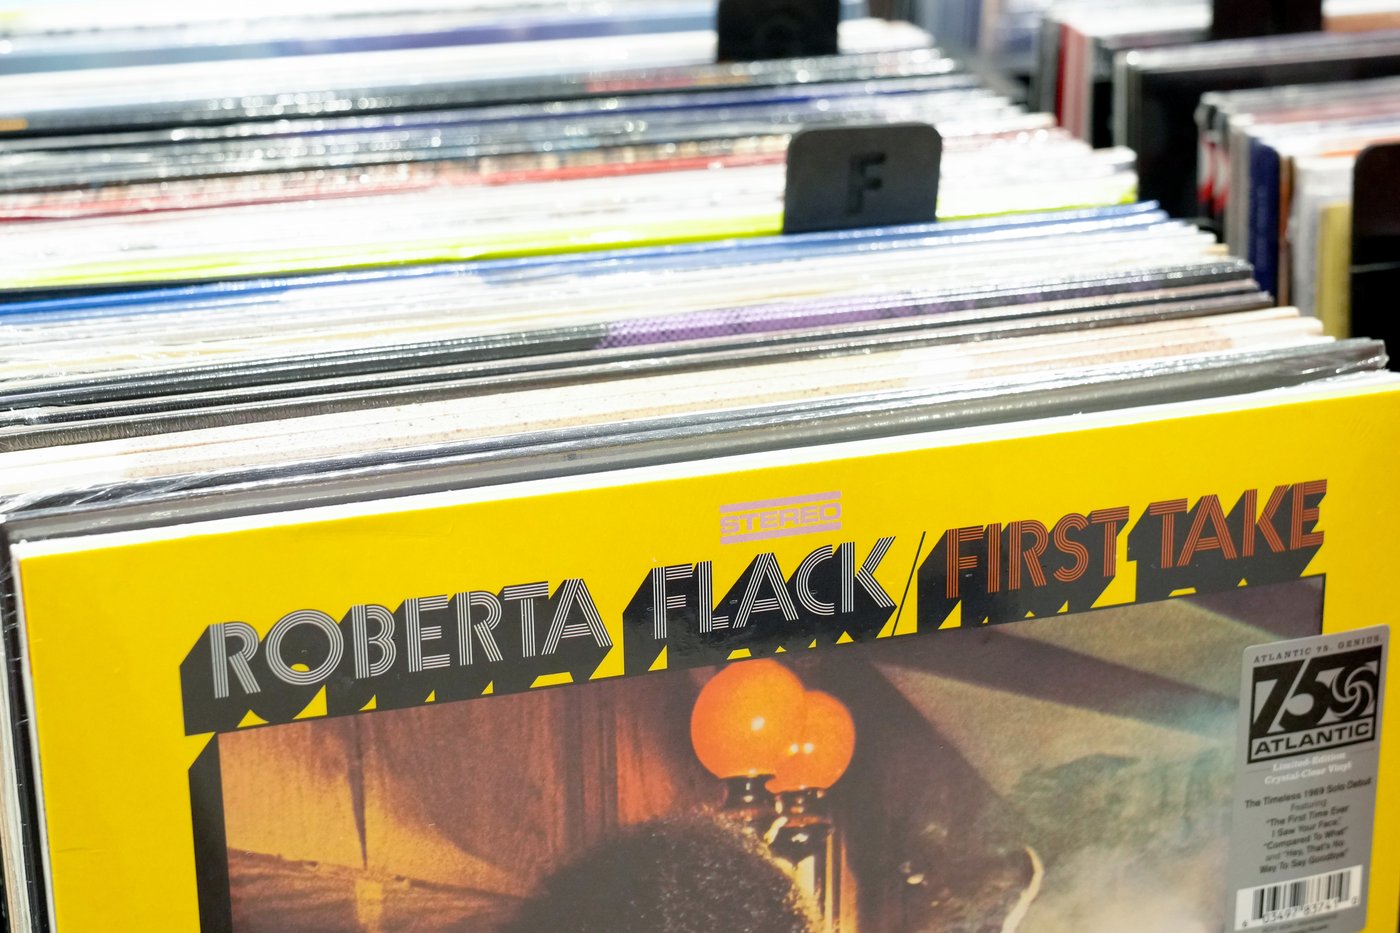 F
STEREO
ROBERTA FLACK/FIRST TAKE
ATLANTIC VS. GENIUS.
75
ATLANTIC
Limited-Edition
Crystal-Clear Vinyl
The Timeless 1969 Solo Debut
Featuring
"The First Time Ever
I Saw Your Face,"
"Compared To What"
and "Hey, That's No
Way To Say Goodbye"